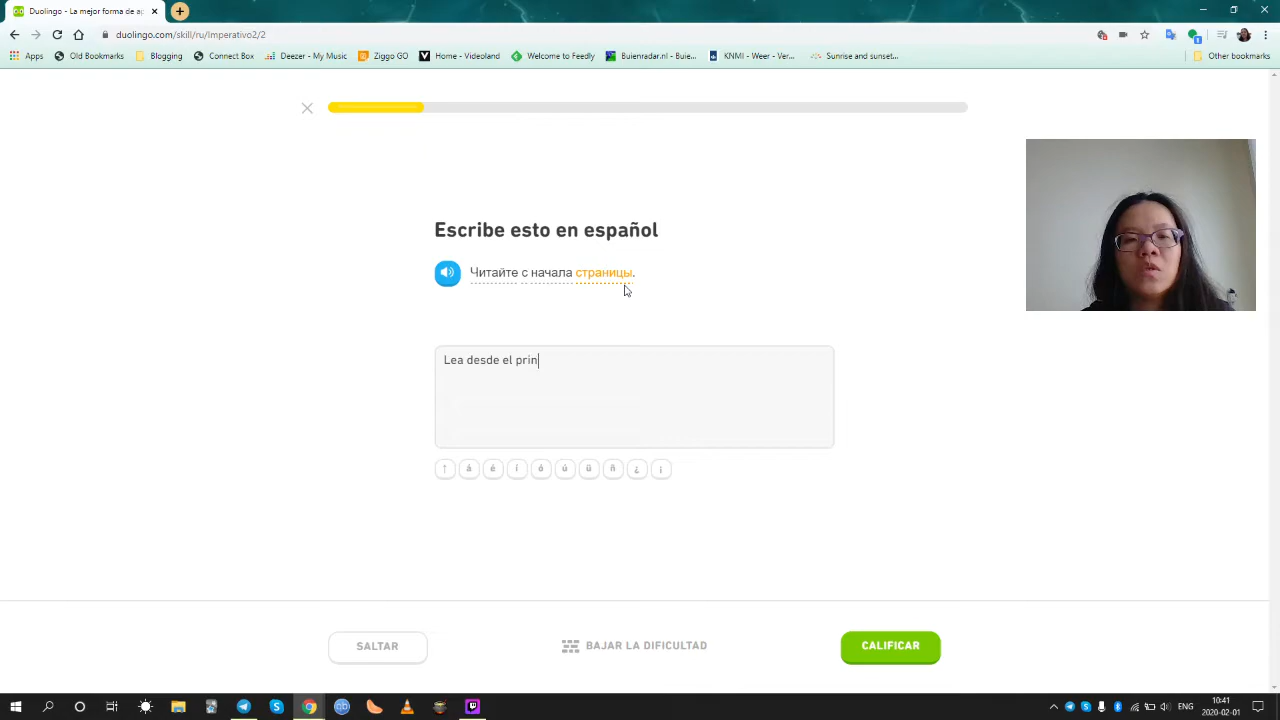 Duolingo - La mejor forma de ap
duolingo.com/skill/ru/Imperativo2/2
Apps Old Bookmarks Blogging Connections Deezer - My Music Ziggo GO Home - Videoland Welcome to Feedly Buienradar.nl - Buie... KNMI - Weer - Ver... Sunrise and sunset... Other bookmarks
Escribe esto en español
Читайте с начала страницы.
Lea desde el prin
↑ á é í ó ú ü ñ ¿ ¡
SALTAR BAJAR LA DIFICULTAD CALIFICAR
ENG 10:41
2020-02-01